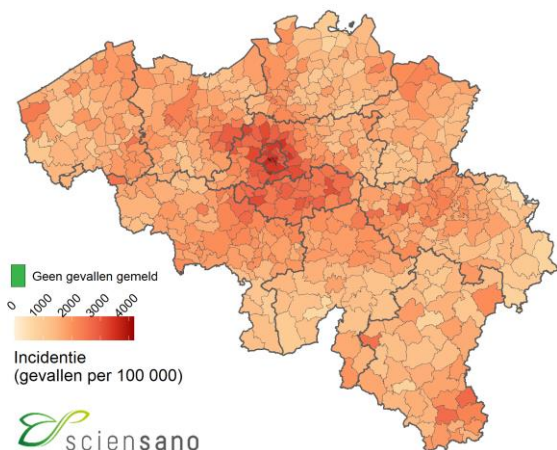 Geen gevallen gemeld
0 1000 2000 3000 4000
Incidentie
(gevallen per 100 000)
sciensano